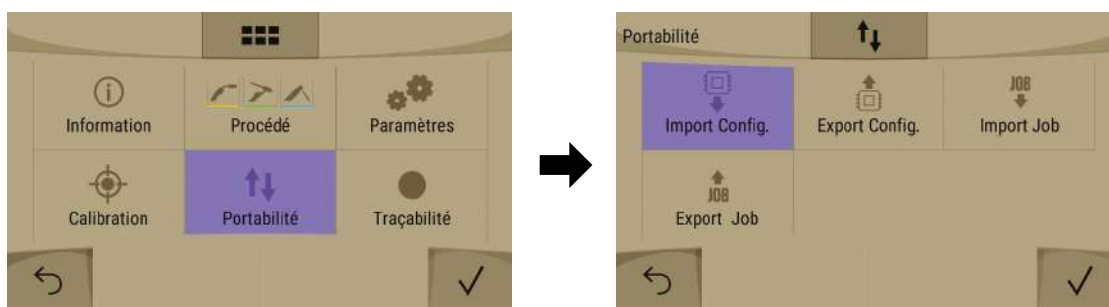 Information
Procédé
Paramètres
Calibration
Portabilité
Traçabilité
Portabilité
Import Config.
Export Config.
JOB
Import Job
JOB
Export Job